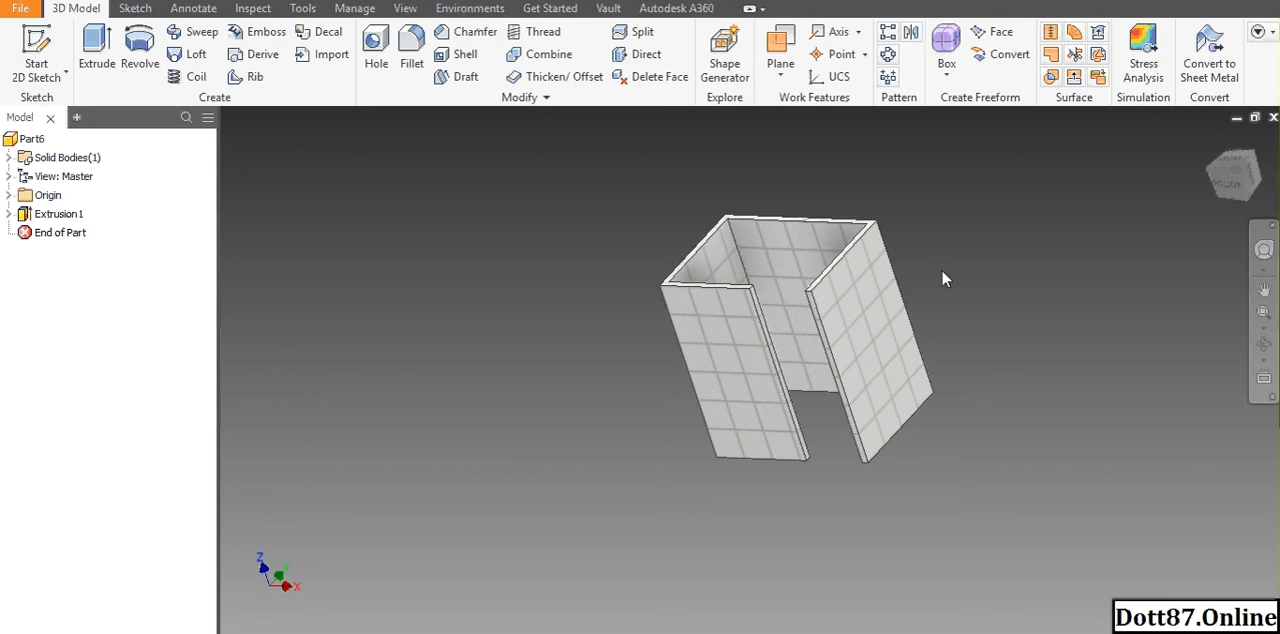 File 3D Model Sketch Annotate Inspect Tools Manage View Environments Get Started Vault Autodesk A360
Start
2D Sketch
Extrude
Revolve
Sweep
Loft
Coil
Emboss
Derive
Rib
Decal
Import
Hole
Fillet
Chamfer
Shell
Draft
Thread
Combine
Thicken/ Offset
Split
Direct
Delete Face
Shape
Generator
Plane
Axis
Point
UCS
Box
Face
Convert
Stress
Analysis
Convert to
Sheet Metal
Sketch Create Modify Explore Work Features Pattern Create Freeform Surface Simulation Convert
Model
Part6
Solid Bodies(1)
View: Master
Origin
Extrusion1
End of Part
Z
X
Dott87.Online